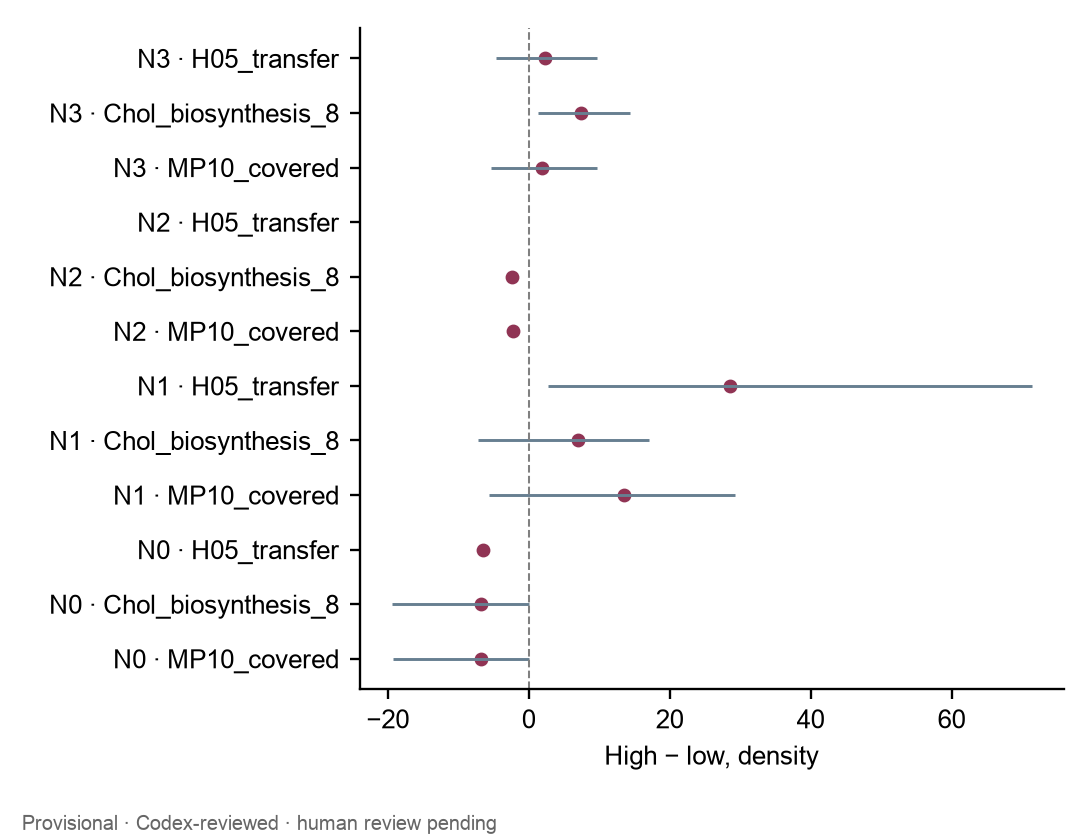 N3 · H05_transfer
N3 · Chol_biosynthesis_8
N3 · MP10_covered
N2 · H05_transfer
N2 · Chol_biosynthesis_8
N2 · MP10_covered
N1 · H05_transfer
N1 · Chol_biosynthesis_8
N1 · MP10_covered
N0 · H05_transfer
N0 · Chol_biosynthesis_8
N0 · MP10_covered
−20 0 20 40 60
High − low, density
Provisional · Codex-reviewed · human review pending